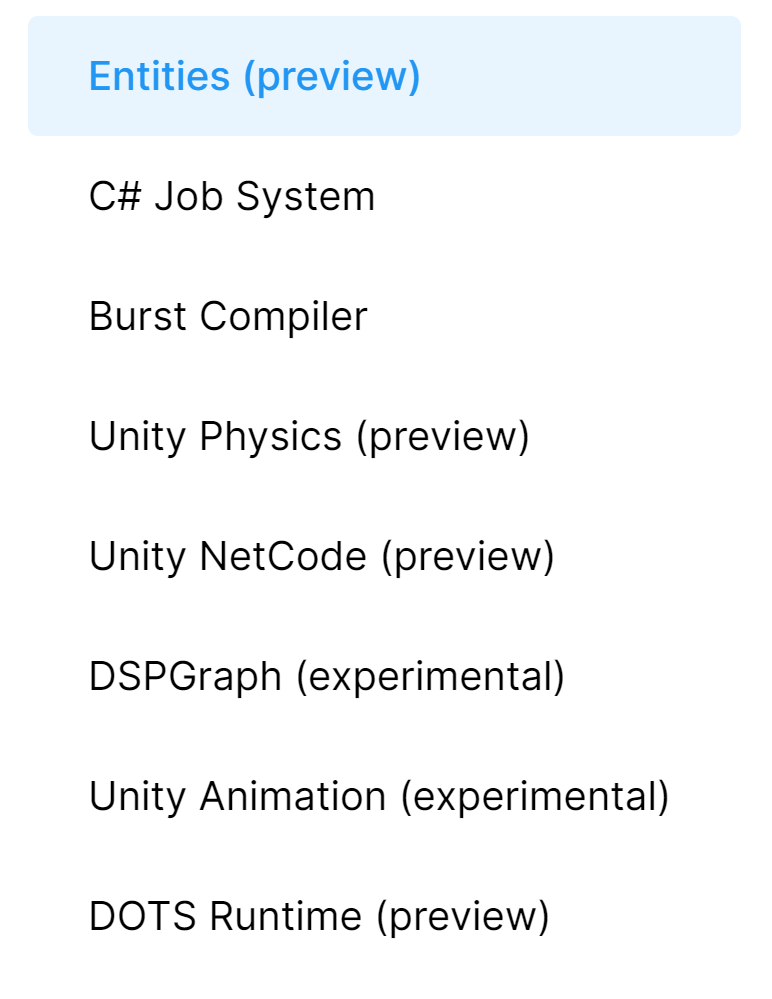 Entities (preview)
C# Job System
Burst Compiler
Unity Physics (preview)
Unity NetCode (preview)
DSPGraph (experimental)
Unity Animation (experimental)
DOTS Runtime (preview)